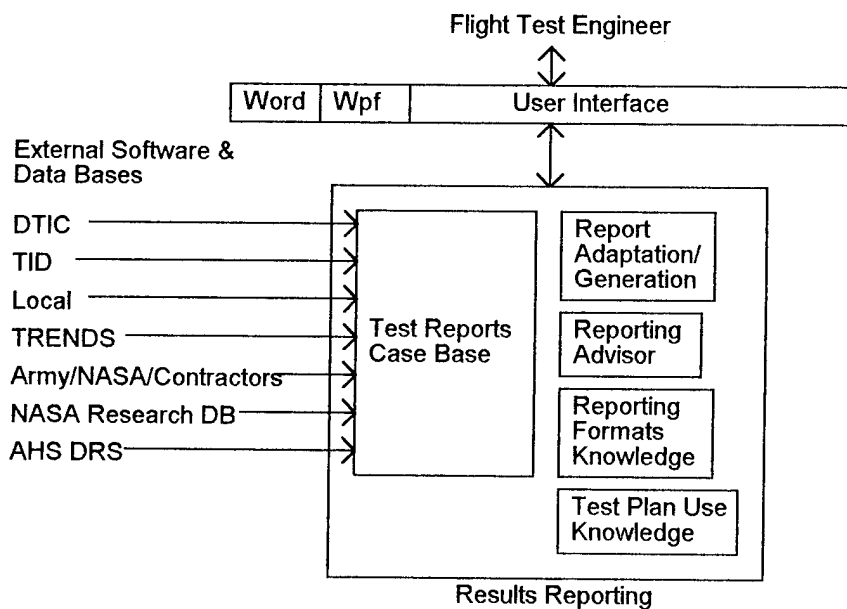 Flight Test Engineer
Word
Wpf
User Interface
External Software &
Data Bases
DTIC
TID
Local
TRENDS
Army/NASA/Contractors
NASA Research DB
AHS DRS
Test Reports
Case Base
Report
Adaptation/
Generation
Reporting
Advisor
Reporting
Formats
Knowledge
Test Plan Use
Knowledge
Results Reporting